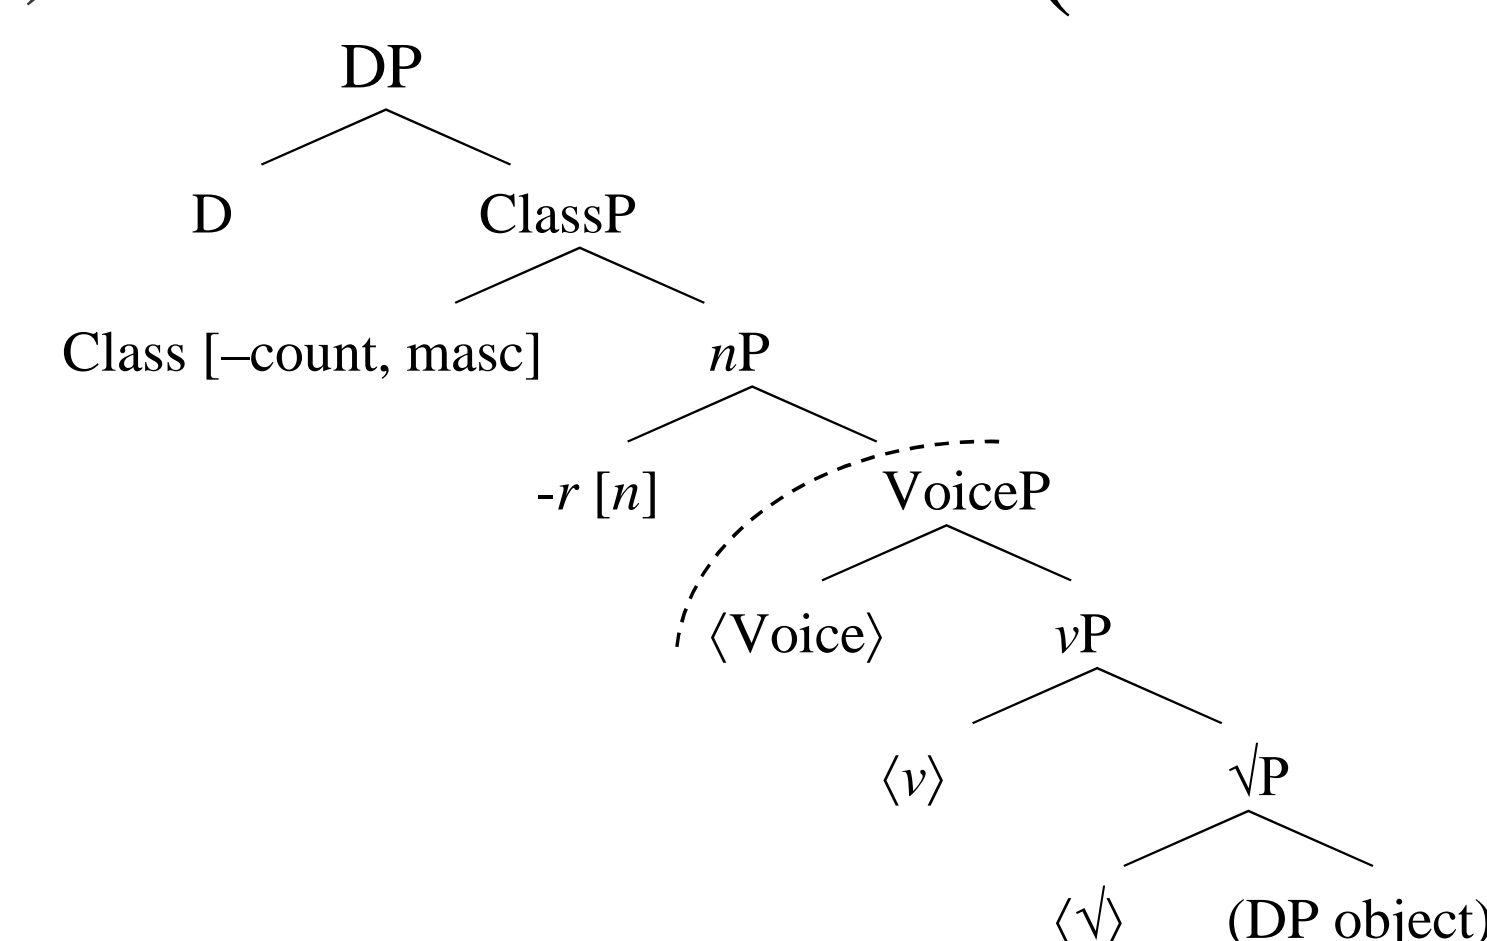 DP
D ClassP
Class [–count, masc] nP
-r [n] VoiceP
⟨Voice⟩ vP
⟨v⟩ √P
⟨√⟩ (DP object)